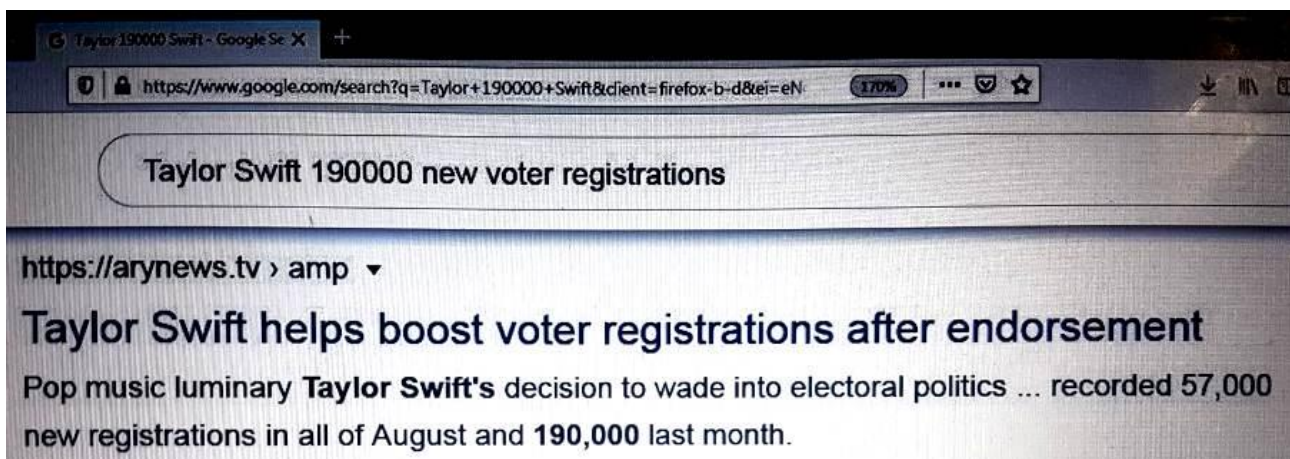 G Taylor 190000 Swift - Google Se X +
https://www.google.com/search?q=Taylor+190000+Swift&client=firefox-b-d&ei=eN 170% ...
Taylor Swift 190000 new voter registrations
https://arynews.tv › amp ▼
Taylor Swift helps boost voter registrations after endorsement
Pop music luminary Taylor Swift's decision to wade into electoral politics ... recorded 57,000
new registrations in all of August and 190,000 last month.